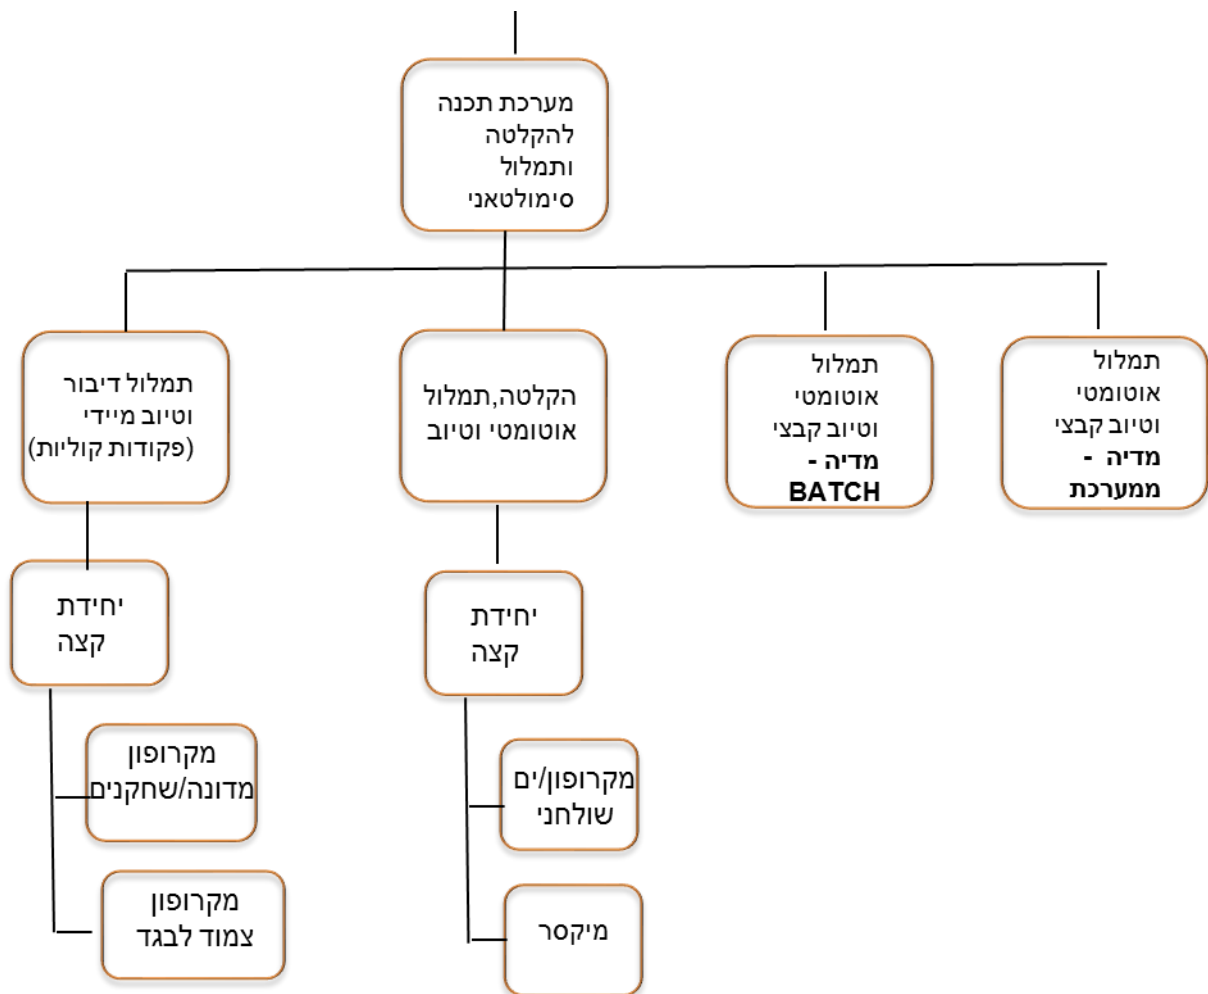 מערכת תכנה
להקלטה
ותמלול
סימולטאני
תמלול
אוטומטי
וטיוב קבצי
מדיה -
ממערכת
תמלול
אוטומטי
וטיוב קבצי
מדיה -
BATCH
הקלטה,תמלול
אוטומטי וטיוב
תמלול דיבור
וטיוב מיידי
(פקודות קוליות)
יחידת
קצה
מקרופון/ים
שולחני
מיקסר
יחידת
קצה
מקרופון
מדונה/שחקנים
מקרופון
צמוד לבגד